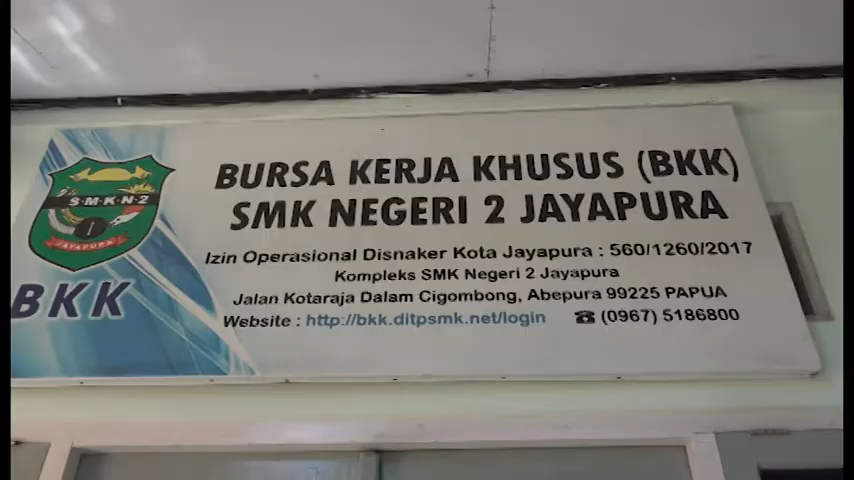 BURSA KERJA KHUSUS (BKK)
SMK NEGERI 2 JAYAPURA
Izin Operasional Disnaker Kota Jayapura : 560/1260/2017
Kompleks SMK Negeri 2 Jayapura
Jalan Kotaraja Dalam Cigombong, Abepura 99225 PAPUA
Website : http://bkk.ditpsmk.net/login ☎ (0967) 5186800
S·M·K·N·2
JAYAPURA
BKK